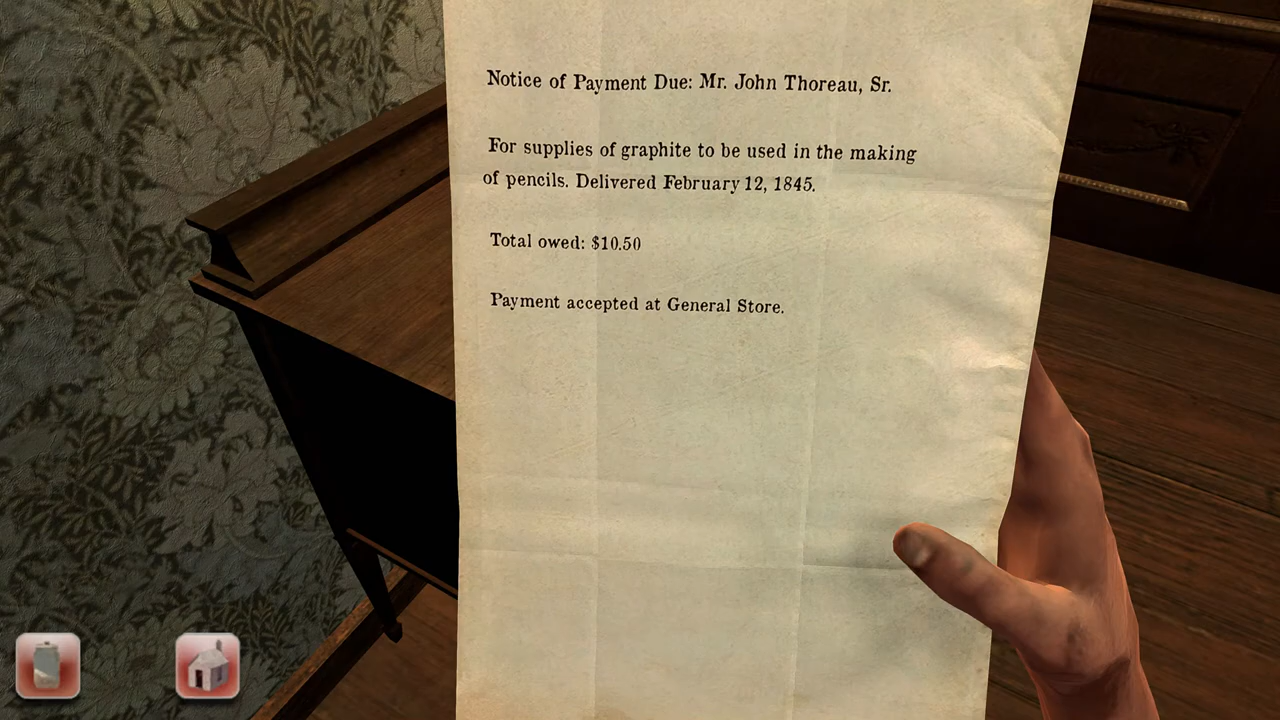 Notice of Payment Due: Mr. John Thoreau, Sr.
For supplies of graphite to be used in the making
of pencils. Delivered February 12, 1845.
Total owed: $10.50
Payment accepted at General Store.